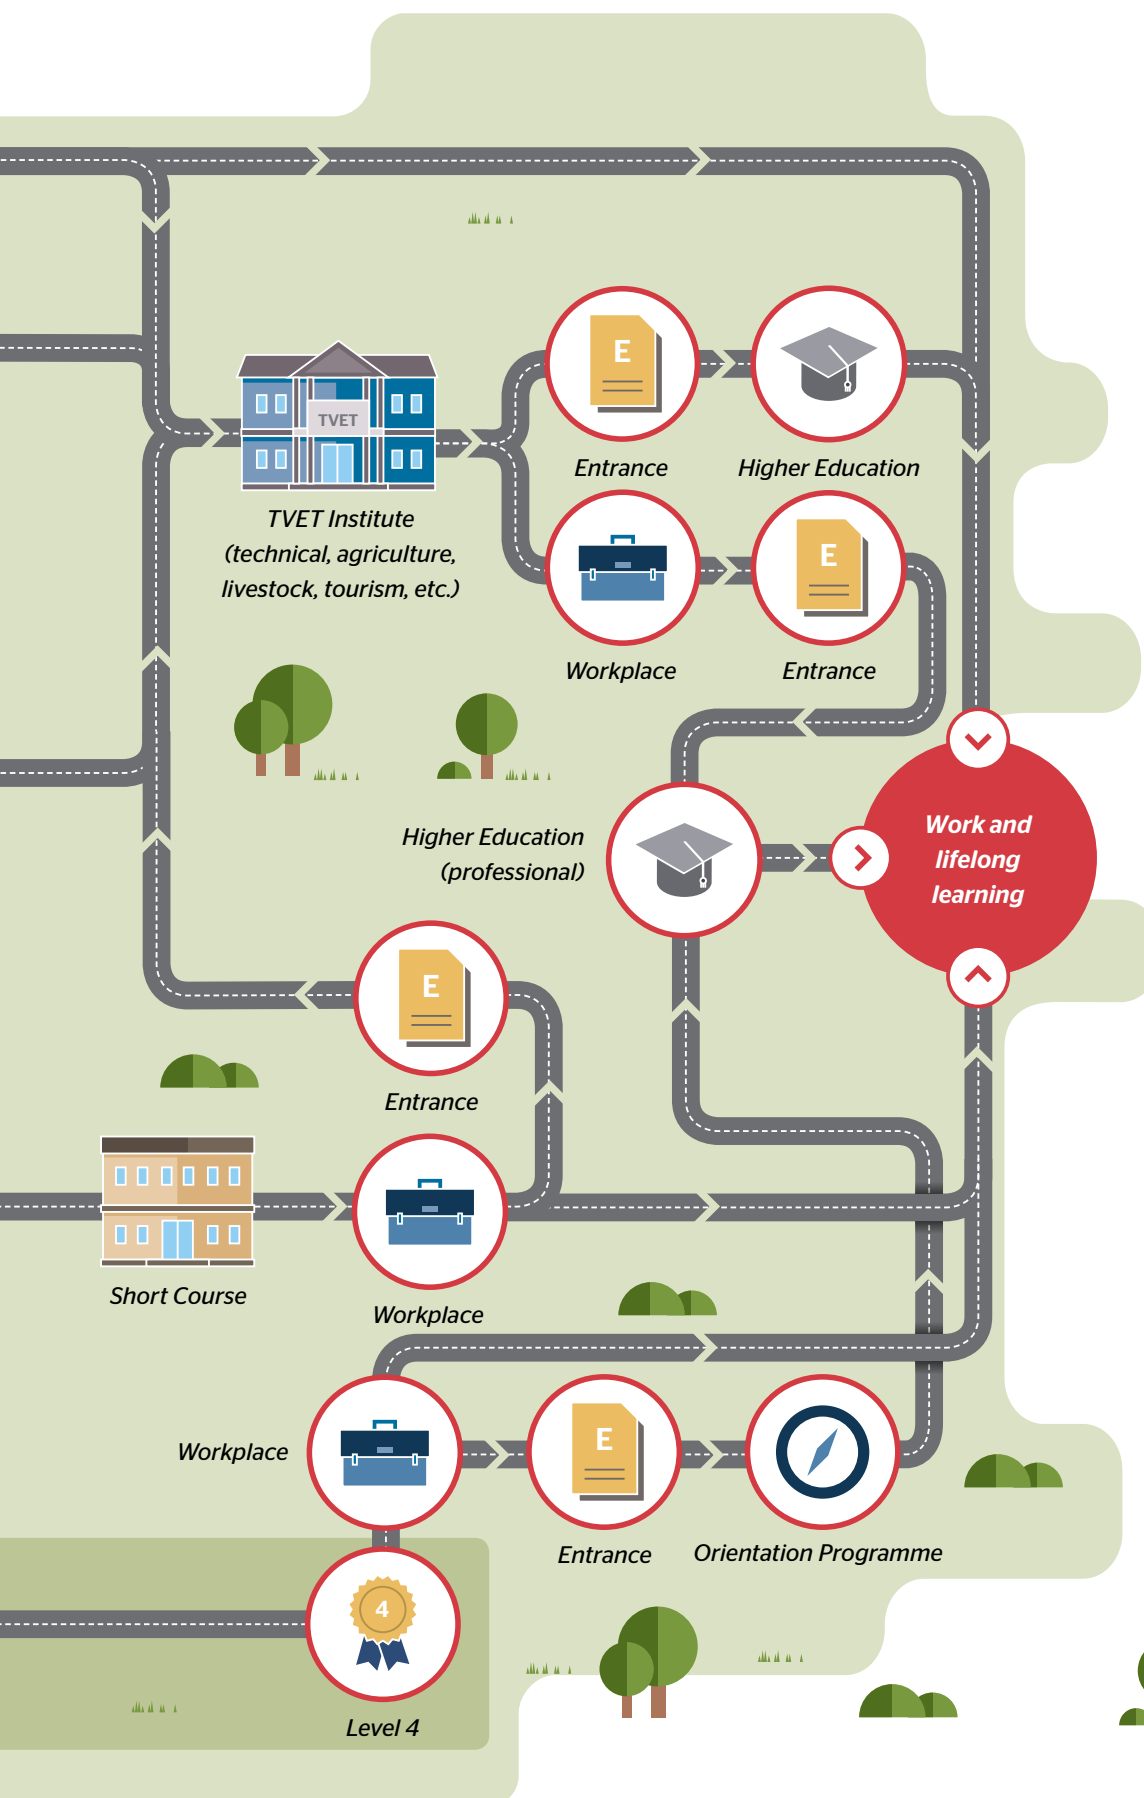 E
TVET
Entrance
Higher Education
TVET Institute
(technical, agriculture,
livestock, tourism, etc.)
E
Workplace
Entrance
Higher Education
(professional)
Work and
lifelong
learning
E
Entrance
Short Course
Workplace
Workplace
E
Entrance
Orientation Programme
4
Level 4